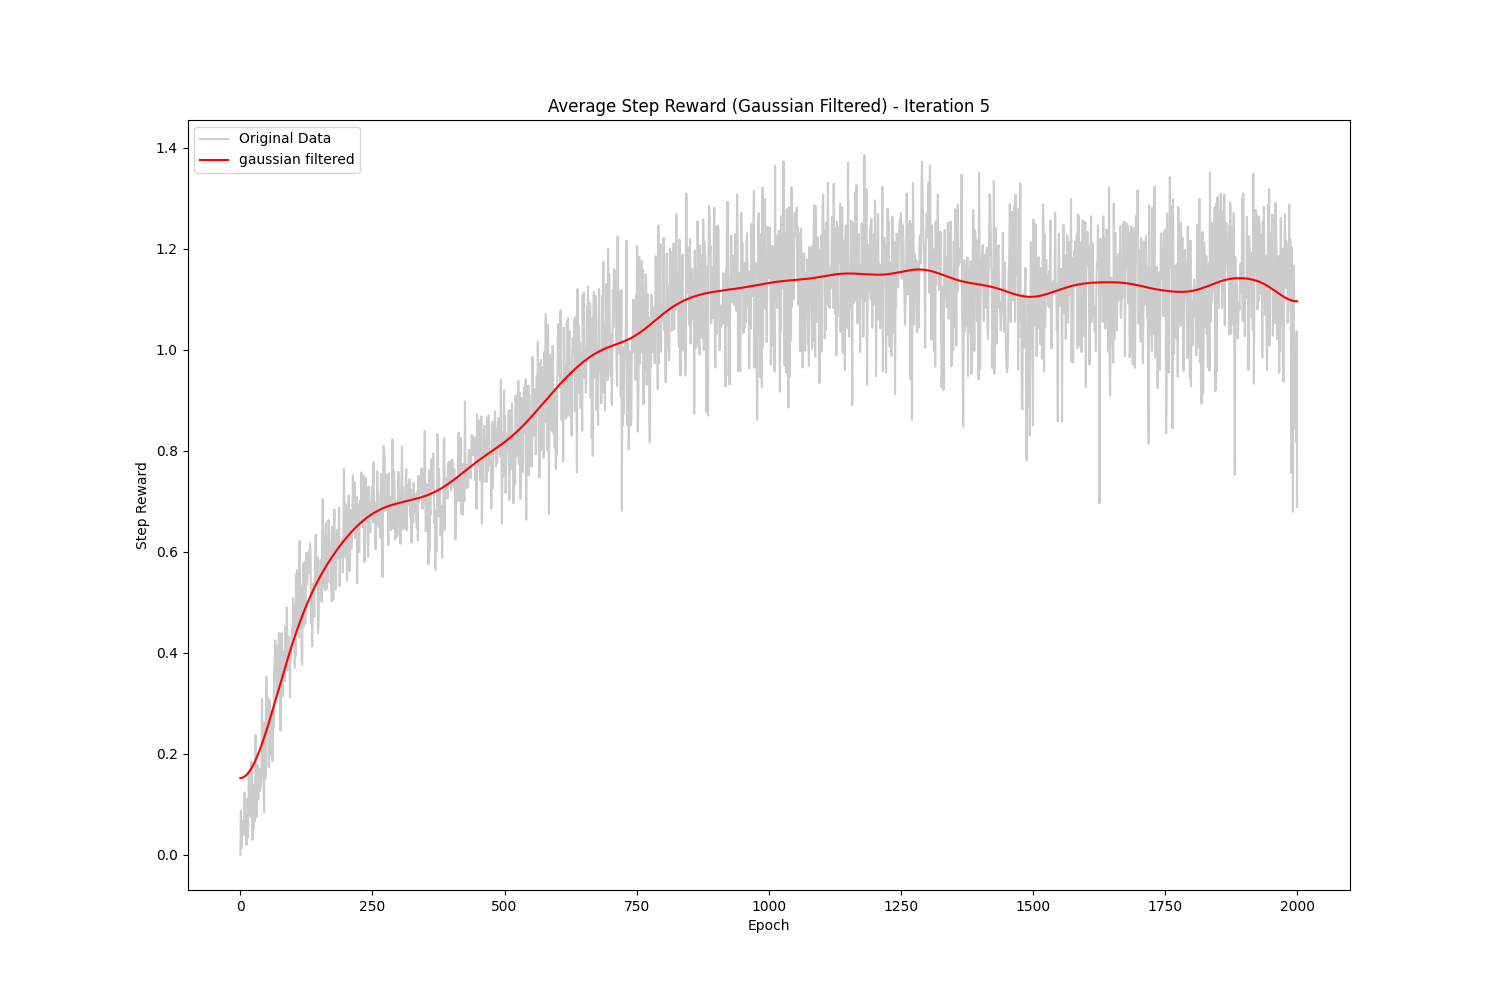 Average Step Reward (Gaussian Filtered) - Iteration 5
Original Data
gaussian filtered
1.4
1.2
1.0
0.8
0.6
0.4
0.2
0.0
Step Reward
0 250 500 750 1000 1250 1500 1750 2000
Epoch